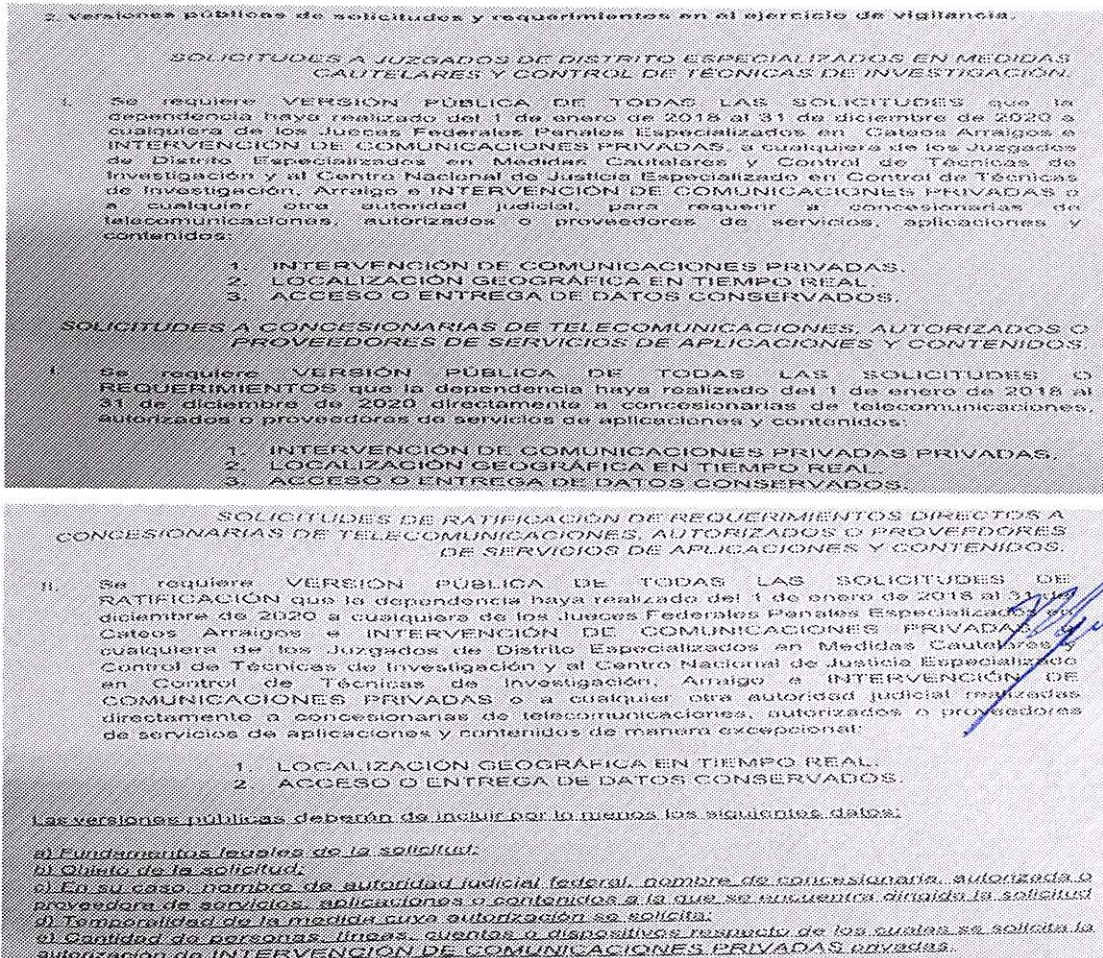 2. Versiones públicas de solicitudes y requerimientos en el ejercicio de vigilancia.
SOLICITUDES A JUZGADOS DE DISTRITO ESPECIALIZADOS EN MEDIDAS
CAUTELARES Y CONTROL DE TÉCNICAS DE INVESTIGACIÓN.
I. Se requiere VERSIÓN PÚBLICA DE TODAS LAS SOLICITUDES que la
dependencia haya realizado del 1 de enero de 2018 al 31 de diciembre de 2020 a
cualquiera de los Jueces Federales Penales Especializados en Cateos Arraigos e
INTERVENCIÓN DE COMUNICACIONES PRIVADAS, a cualquiera de los Juzgados
de Distrito Especializados en Medidas Cautelares y Control de Técnicas de
Investigación y al Centro Nacional de Justicia Especializado en Control de Técnicas
de Investigación, Arraigo e INTERVENCIÓN DE COMUNICACIONES PRIVADAS o
a cualquier otra autoridad judicial, para requerir a concesionarias de
telecomunicaciones, autorizados o proveedores de servicios, aplicaciones y
contenidos:
1. INTERVENCIÓN DE COMUNICACIONES PRIVADAS.
2. LOCALIZACIÓN GEOGRÁFICA EN TIEMPO REAL.
3. ACCESO O ENTREGA DE DATOS CONSERVADOS.
SOLICITUDES A CONCESIONARIAS DE TELECOMUNICACIONES, AUTORIZADOS O
PROVEEDORES DE SERVICIOS DE APLICACIONES Y CONTENIDOS.
I. Se requiere VERSIÓN PÚBLICA DE TODAS LAS SOLICITUDES O
REQUERIMIENTOS que la dependencia haya realizado del 1 de enero de 2018 al
31 de diciembre de 2020 directamente a concesionarias de telecomunicaciones,
autorizados o proveedores de servicios de aplicaciones y contenidos:
1. INTERVENCIÓN DE COMUNICACIONES PRIVADAS PRIVADAS.
2. LOCALIZACIÓN GEOGRÁFICA EN TIEMPO REAL.
3. ACCESO O ENTREGA DE DATOS CONSERVADOS.
SOLICITUDES DE RATIFICACIÓN DE REQUERIMIENTOS DIRECTOS A
CONCESIONARIAS DE TELECOMUNICACIONES, AUTORIZADOS O PROVEEDORES
DE SERVICIOS DE APLICACIONES Y CONTENIDOS.
II. Se requiere VERSIÓN PÚBLICA DE TODAS LAS SOLICITUDES DE
RATIFICACIÓN que la dependencia haya realizado del 1 de enero de 2018 al 31 de
diciembre de 2020 a cualquiera de los Jueces Federales Penales Especializados en
Cateos Arraigos e INTERVENCIÓN DE COMUNICACIONES PRIVADAS,
cualquiera de los Juzgados de Distrito Especializados en Medidas Cautelares y
Control de Técnicas de Investigación y al Centro Nacional de Justicia Especializado
en Control de Técnicas de Investigación, Arraigo e INTERVENCIÓN DE
COMUNICACIONES PRIVADAS o a cualquier otra autoridad judicial realizadas
directamente a concesionarias de telecomunicaciones, autorizados o proveedores
de servicios de aplicaciones y contenidos de manera excepcional:
1. LOCALIZACIÓN GEOGRÁFICA EN TIEMPO REAL.
2. ACCESO O ENTREGA DE DATOS CONSERVADOS.
Las versiones públicas deberán de incluir por lo menos los siguientes datos:
a) Fundamentos legales de la solicitud;
b) Objeto de la solicitud;
c) En su caso, nombre de autoridad judicial federal, nombre de concesionaria, autorizada o
proveedora de servicios, aplicaciones o contenidos a la que se encuentra dirigida la solicitud
d) Temporalidad de la medida cuya autorización se solicita;
e) Cantidad de personas, líneas, cuentas o dispositivos respecto de los cuales se solicita la
autorización de INTERVENCIÓN DE COMUNICACIONES PRIVADAS privadas.